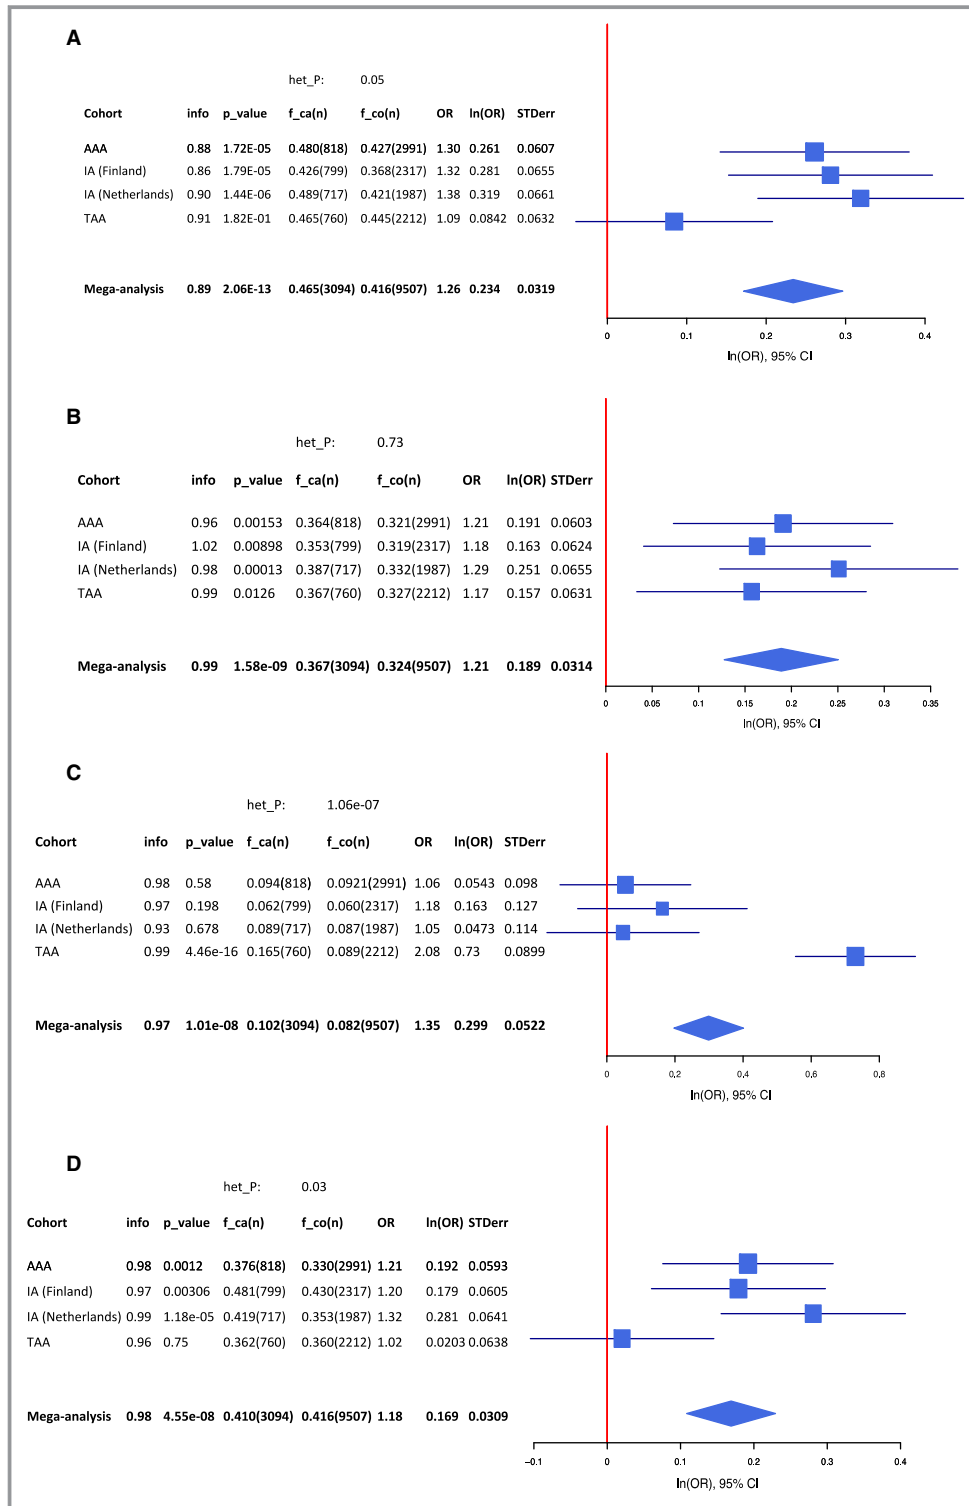 A
het_P: 0.05
Cohort info p_value f_ca(n) f_co(n) OR ln(OR) STDerr
AAA 0.88 1.72E-05 0.480(818) 0.427(2991) 1.30 0.261 0.0607
IA (Finland) 0.86 1.79E-05 0.426(799) 0.368(2317) 1.32 0.281 0.0655
IA (Netherlands) 0.90 1.44E-06 0.489(717) 0.421(1987) 1.38 0.319 0.0661
TAA 0.91 1.82E-01 0.465(760) 0.445(2212) 1.09 0.0842 0.0632
Mega-analysis 0.89 2.06E-13 0.465(3094) 0.416(9507) 1.26 0.234 0.0319
0 0.1 0.2 0.3 0.4
ln(OR), 95% CI
B
het_P: 0.73
Cohort info p_value f_ca(n) f_co(n) OR ln(OR) STDerr
AAA 0.96 0.00153 0.364(818) 0.321(2991) 1.21 0.191 0.0603
IA (Finland) 1.02 0.00898 0.353(799) 0.319(2317) 1.18 0.163 0.0624
IA (Netherlands) 0.98 0.00013 0.387(717) 0.332(1987) 1.29 0.251 0.0655
TAA 0.99 0.0126 0.367(760) 0.327(2212) 1.17 0.157 0.0631
Mega-analysis 0.99 1.58e-09 0.367(3094) 0.324(9507) 1.21 0.189 0.0314
0 0.05 0.1 0.15 0.2 0.25 0.3 0.35
ln(OR), 95% CI
C
het_P: 1.06e-07
Cohort info p_value f_ca(n) f_co(n) OR ln(OR) STDerr
AAA 0.98 0.58 0.094(818) 0.0921(2991) 1.06 0.0543 0.098
IA (Finland) 0.97 0.198 0.062(799) 0.060(2317) 1.18 0.163 0.127
IA (Netherlands) 0.93 0.678 0.089(717) 0.087(1987) 1.05 0.0473 0.114
TAA 0.99 4.46e-16 0.165(760) 0.089(2212) 2.08 0.73 0.0899
Mega-analysis 0.97 1.01e-08 0.102(3094) 0.082(9507) 1.35 0.299 0.0522
0 0,2 0,4 0,6 0,8
ln(OR), 95% CI
D
het_P: 0.03
Cohort info p_value f_ca(n) f_co(n) OR ln(OR) STDerr
AAA 0.98 0.0012 0.376(818) 0.330(2991) 1.21 0.192 0.0593
IA (Finland) 0.97 0.00306 0.481(799) 0.430(2317) 1.20 0.179 0.0605
IA (Netherlands) 0.99 1.18e-05 0.419(717) 0.353(1987) 1.32 0.281 0.0641
TAA 0.96 0.75 0.362(760) 0.360(2212) 1.02 0.0203 0.0638
Mega-analysis 0.98 4.55e-08 0.410(3094) 0.416(9507) 1.18 0.169 0.0309
−0.1 0 0.1 0.2 0.3 0.4
ln(OR), 95% CI